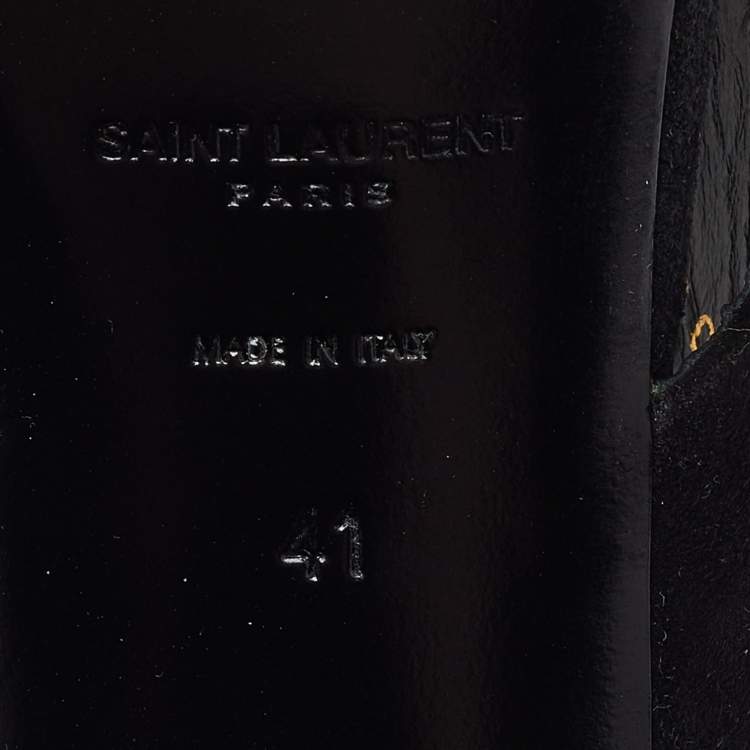 SAINT LAURENT
PARIS
MADE IN ITALY
41